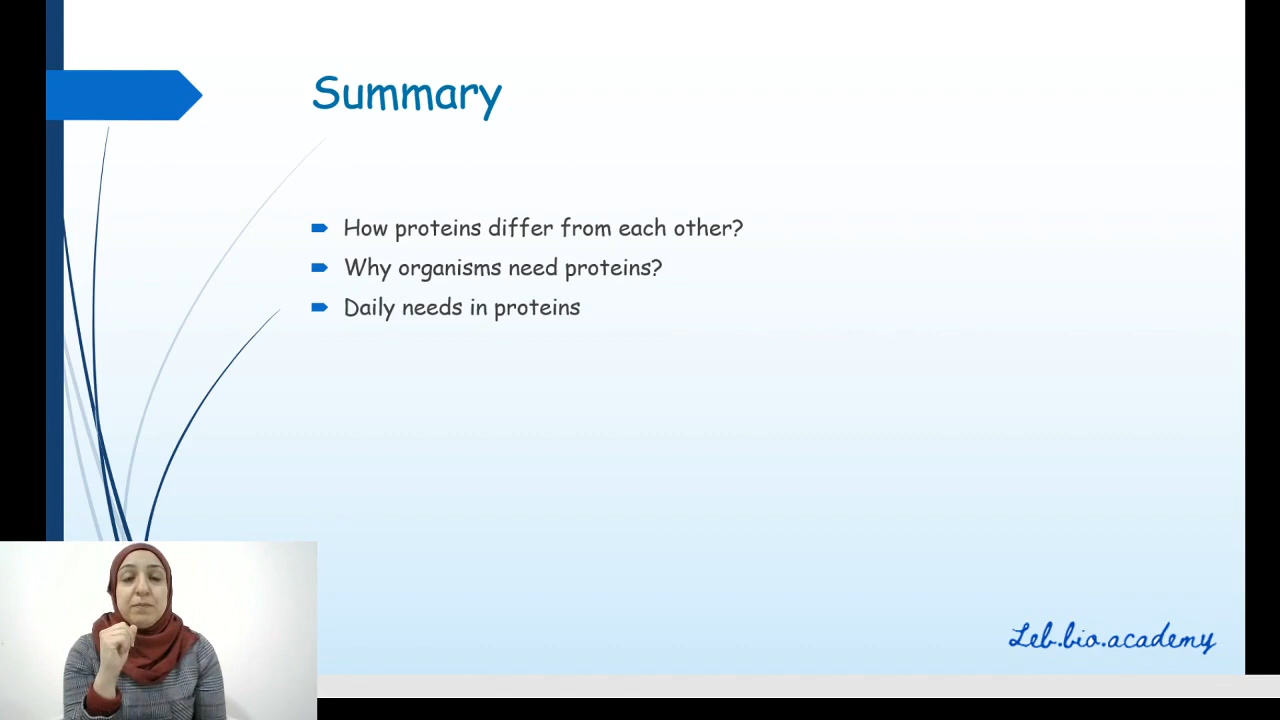 Summary
How proteins differ from each other?
Why organisms need proteins?
Daily needs in proteins
Leb.bio.academy